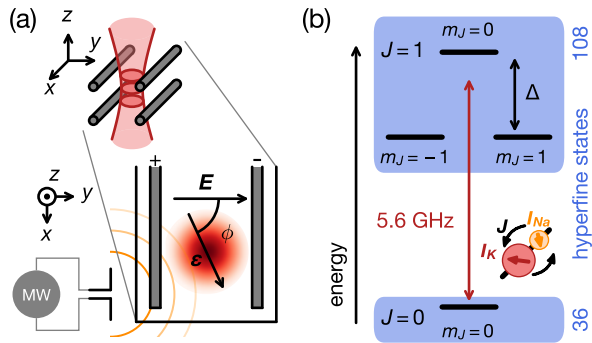 (a)
z
y
x
z
y
x
MW
+
-
E
ϕ
ε
(b)
energy
J = 1
m_J = 0
Δ
m_J = -1
m_J = 1
5.6 GHz
J
I_Na
I_K
J = 0
m_J = 0
108
hyperfine states
36